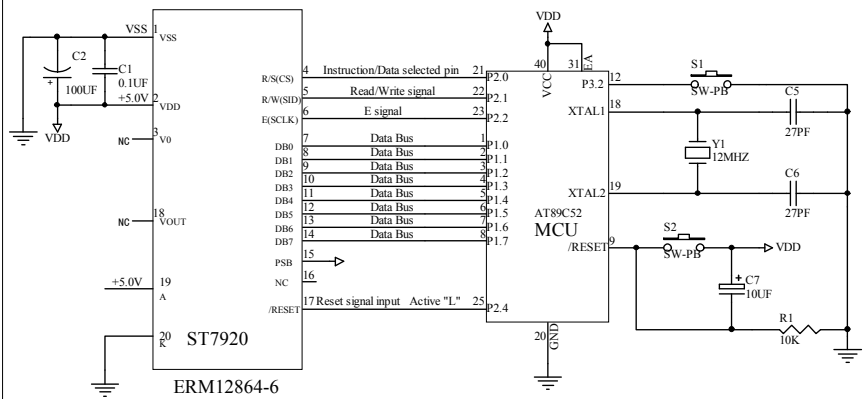 VSS 1
VSS
C2
C1
0.1UF
100UF
+5.0V 2
VDD
VDD
NC 3
V0
NC 18
VOUT
+5.0V 19
A
20
K
ST7920
ERM12864-6
4 Instruction/Data selected pin 21
R/S(CS) P2.0
5 Read/Write signal 22
R/W(SID) P2.1
6 E signal 23
E(SCLK) P2.2
7 Data Bus 1
DB0 P1.0
8 Data Bus 2
DB1 P1.1
9 Data Bus 3
DB2 P1.2
10 Data Bus 4
DB3 P1.3
11 Data Bus 5
DB4 P1.4
12 Data Bus 6
DB5 P1.5
13 Data Bus 7
DB6 P1.6
14 Data Bus 8
DB7 P1.7
15
PSB
16
NC
17 Reset signal input Active "L" 25
/RESET P2.4
VDD
40
VCC
31
EA
12
P3.2
18
XTAL1
19
XTAL2
AT89C52
MCU
9
/RESET
20
GND
S1
SW-PB
C5
27PF
Y1
12MHZ
C6
27PF
S2
SW-PB
VDD
+
C7
10UF
R1
10K